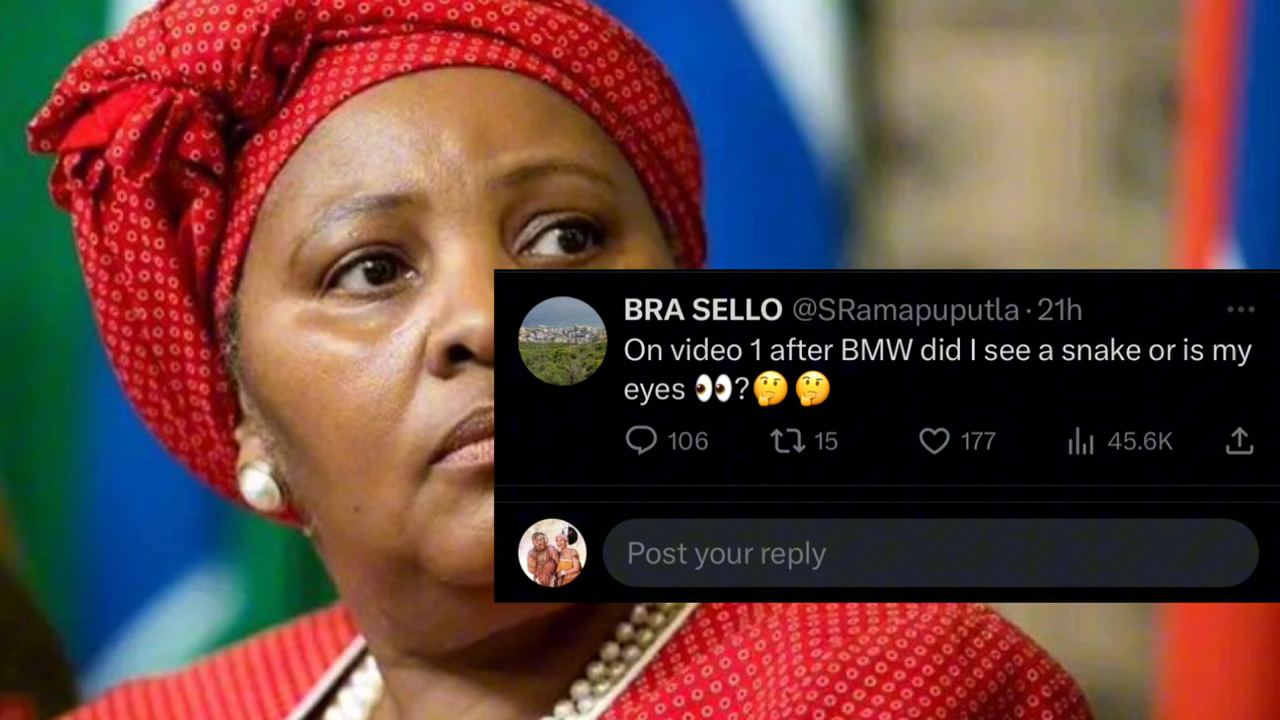 BRA SELLO @SRamapuputla · 21h
On video 1 after BMW did I see a snake or is my
eyes 👀?🤔🤔
106 15 177 45.6K
Post your reply